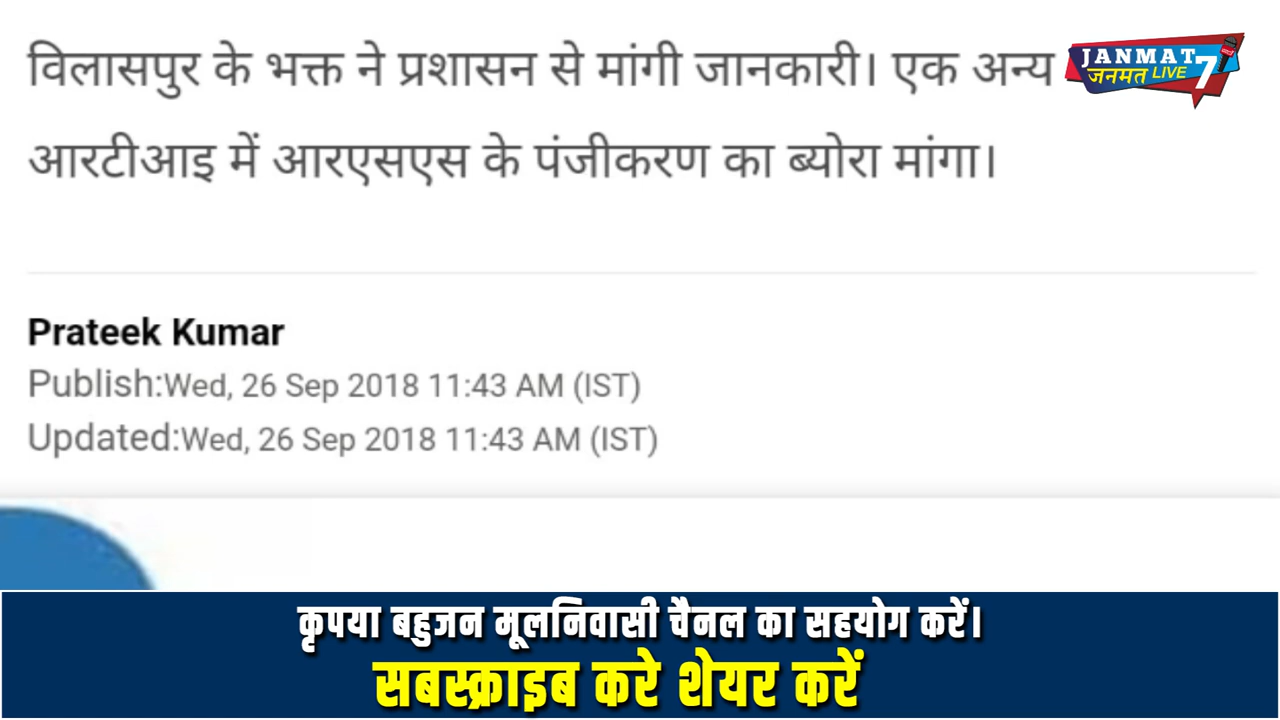 विलासपुर के भक्त ने प्रशासन से मांगी जानकारी। एक अन्य
JANMAT
जनमत LIVE 7
आरटीआइ में आरएसएस के पंजीकरण का ब्योरा मांगा।
Prateek Kumar
Publish:Wed, 26 Sep 2018 11:43 AM (IST)
Updated:Wed, 26 Sep 2018 11:43 AM (IST)
कृपया बहुजन मूलनिवासी चैनल का सहयोग करें।
सबस्क्राइब करे शेयर करें